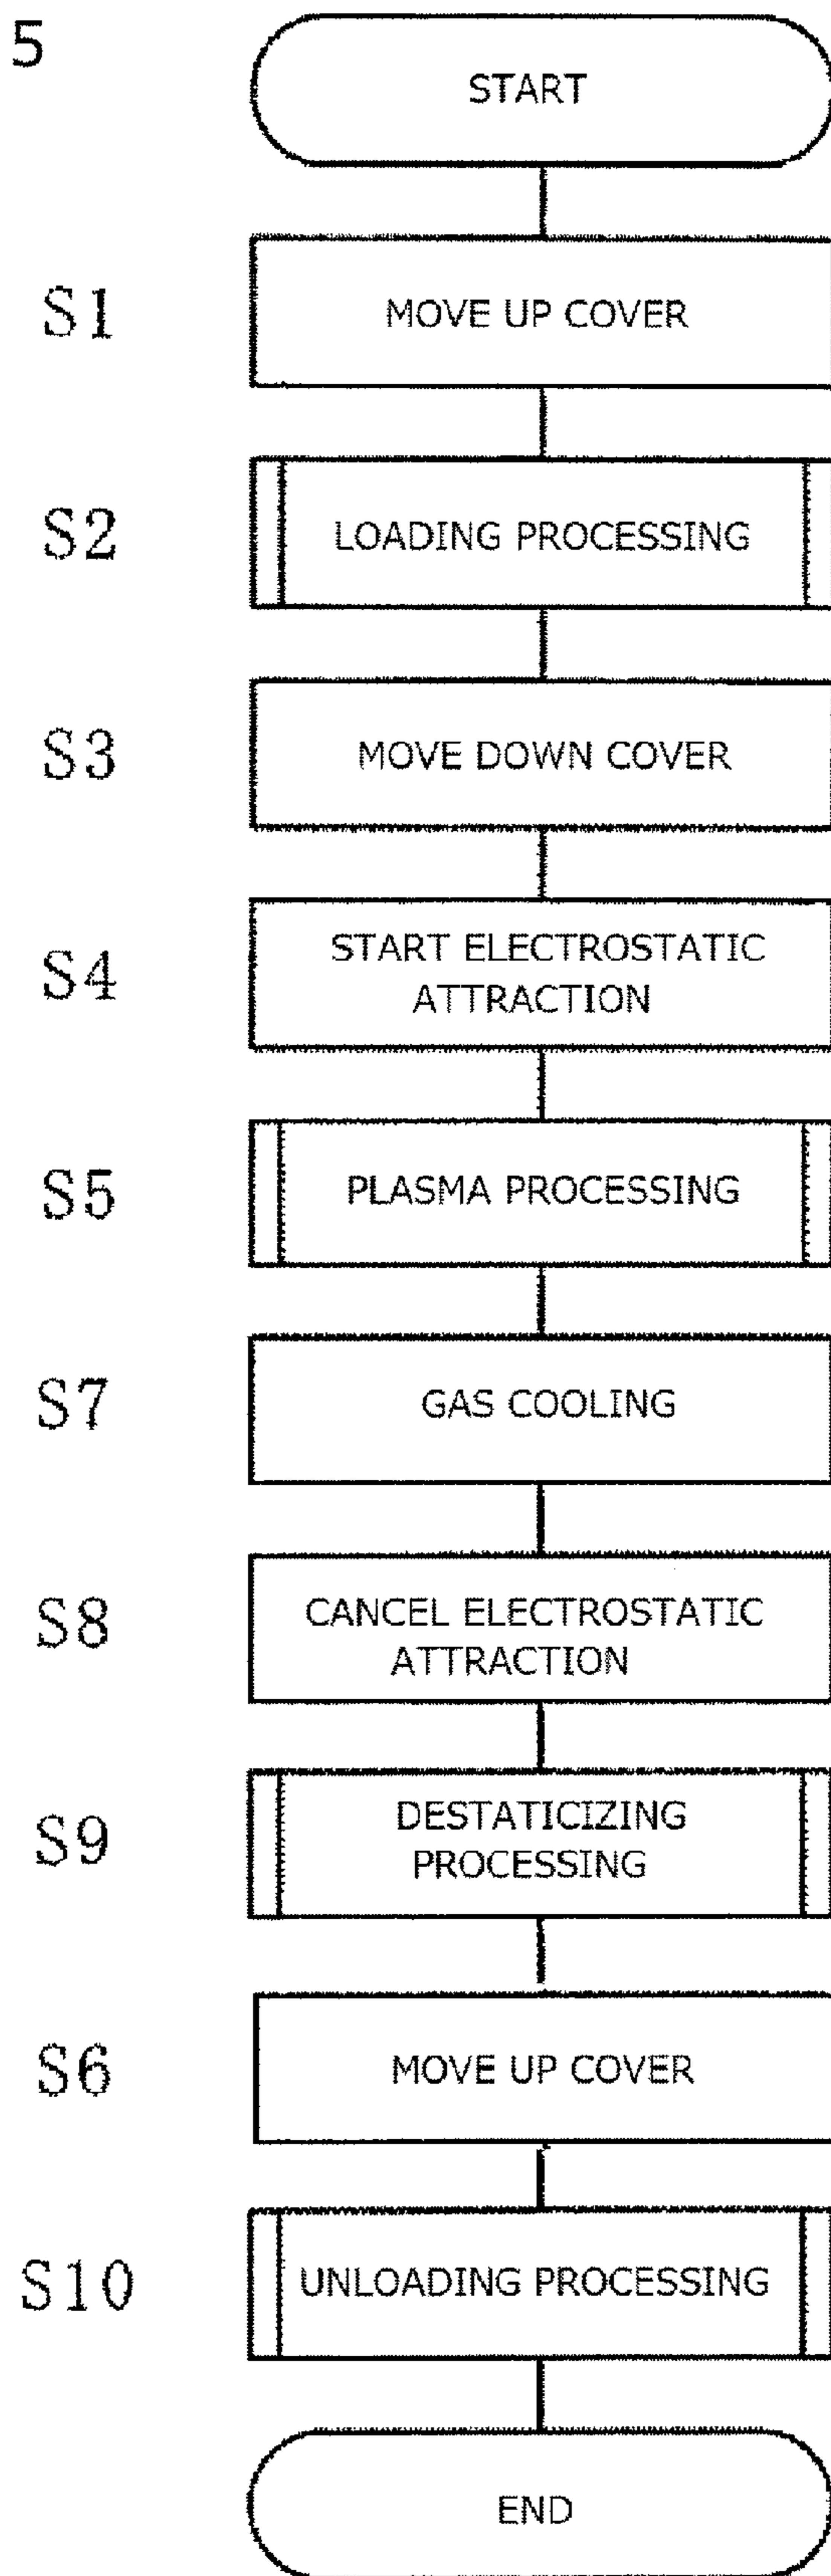 5
START
S1
MOVE UP COVER
S2
LOADING PROCESSING
S3
MOVE DOWN COVER
S4
START ELECTROSTATIC
ATTRACTION
S5
PLASMA PROCESSING
S7
GAS COOLING
S8
CANCEL ELECTROSTATIC
ATTRACTION
S9
DESTATICIZING
PROCESSING
S6
MOVE UP COVER
S10
UNLOADING PROCESSING
END